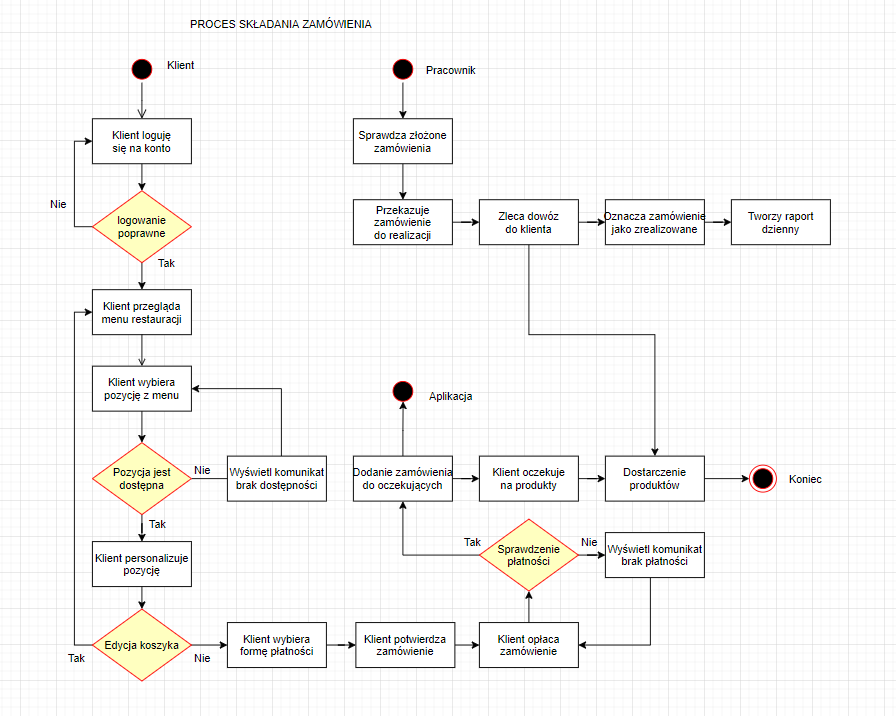 PROCES SKŁADANIA ZAMÓWIENIA
Klient
Klient loguję
się na konto
Nie
logowanie
poprawne
Tak
Klient przegląda
menu restauracji
Klient wybiera
pozycję z menu
Pozycja jest
dostępna
Nie
Wyświetl komunikat
brak dostępności
Tak
Klient personalizuje
pozycję
Edycja koszyka
Tak
Nie
Klient wybiera
formę płatności
Klient potwierdza
zamówienie
Klient opłaca
zamówienie
Sprawdzenie
płatności
Tak
Nie
Wyświetl komunikat
brak płatności
Dodanie zamówienia
do oczekujących
Aplikacja
Klient oczekuje
na produkty
Dostarczenie
produktów
Koniec
Pracownik
Sprawdza złożone
zamówienia
Przekazuje
zamówienie
do realizacji
Zleca dowóz
do klienta
Oznacza zamówienie
jako zrealizowane
Tworzy raport
dzienny